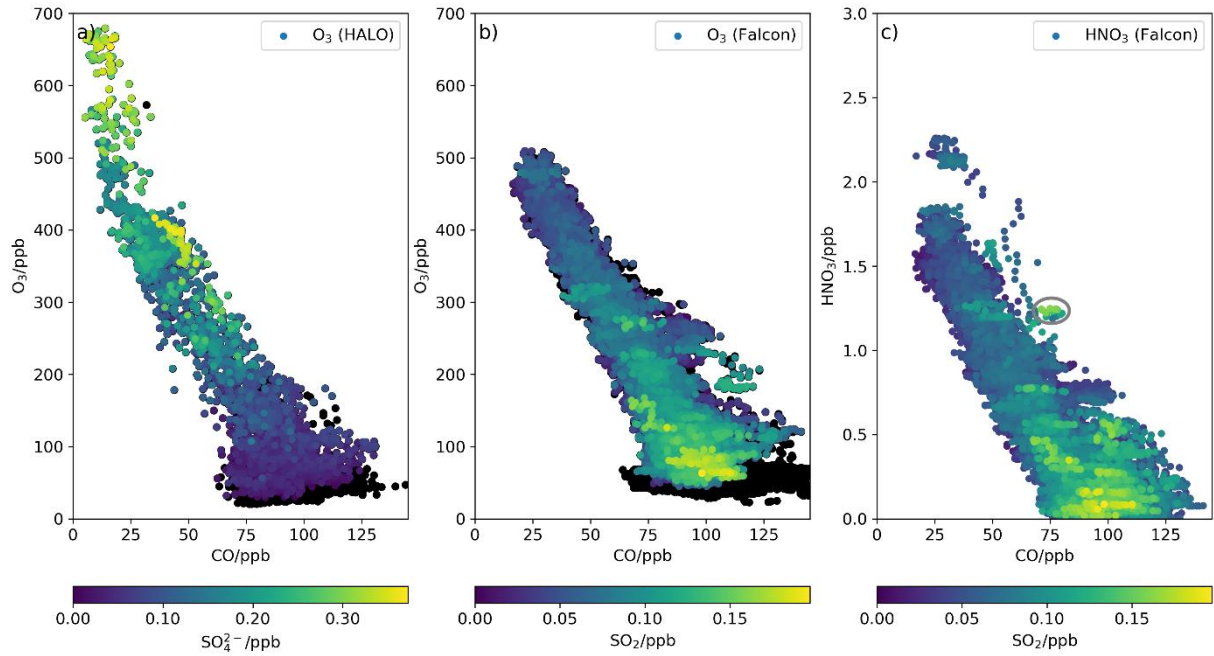 a)
O₃ (HALO)
700
600
500
400
300
200
100
0
O₃/ppb
0 25 50 75 100 125
CO/ppb
0.00 0.10 0.20 0.30
SO₄²⁻/ppb
b)
O₃ (Falcon)
700
600
500
400
300
200
100
0
O₃/ppb
0 25 50 75 100 125
CO/ppb
0.00 0.05 0.10 0.15
SO₂/ppb
c)
HNO₃ (Falcon)
3.0
2.5
2.0
1.5
1.0
0.5
0.0
HNO₃/ppb
0 25 50 75 100 125
CO/ppb
0.00 0.05 0.10 0.15
SO₂/ppb